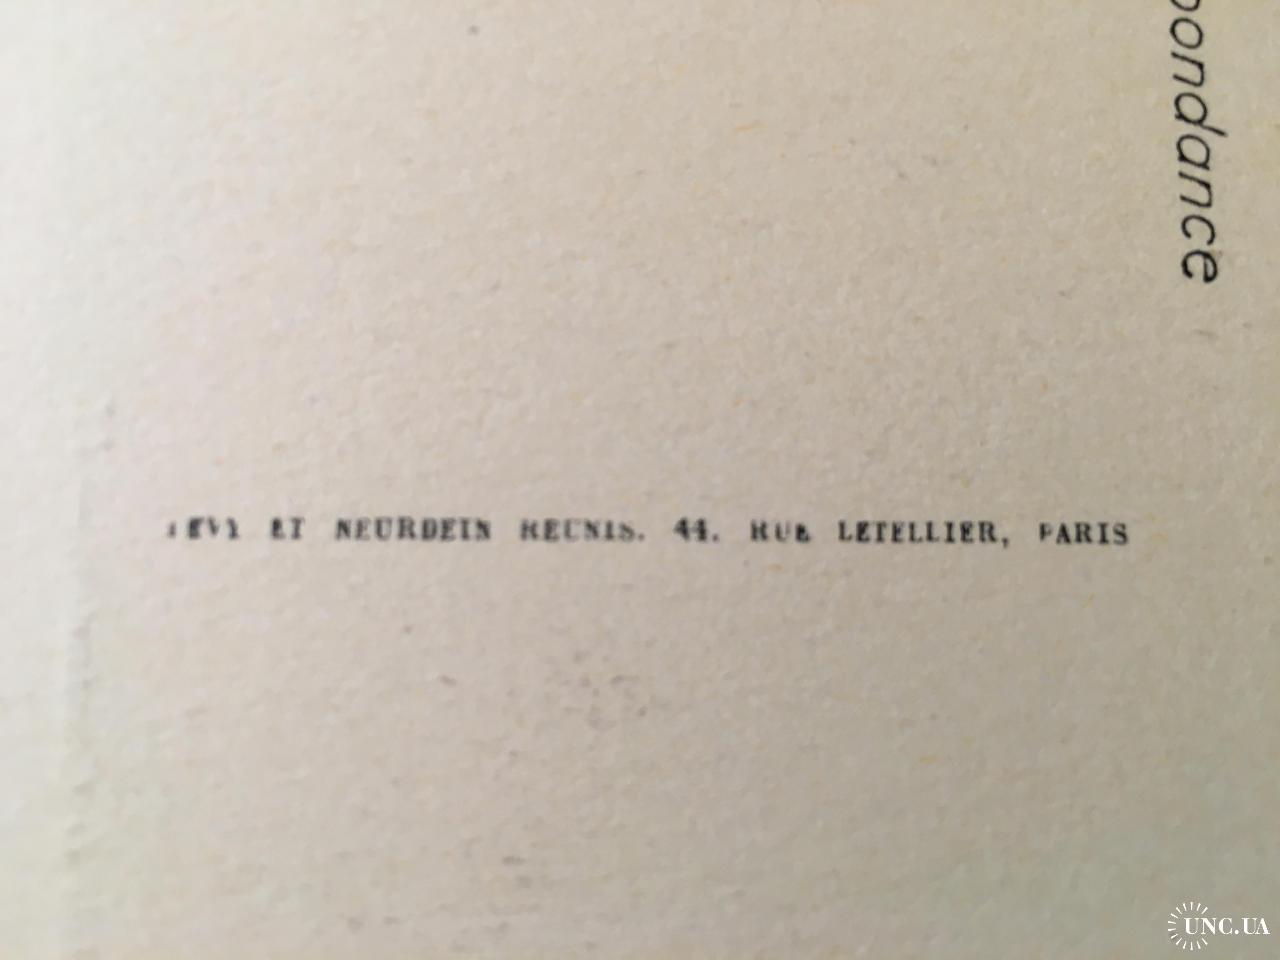 pondance
LEVY ET NEURDEIN REUNIS. 44. RUE LETELLIER, PARIS
UNC.UA